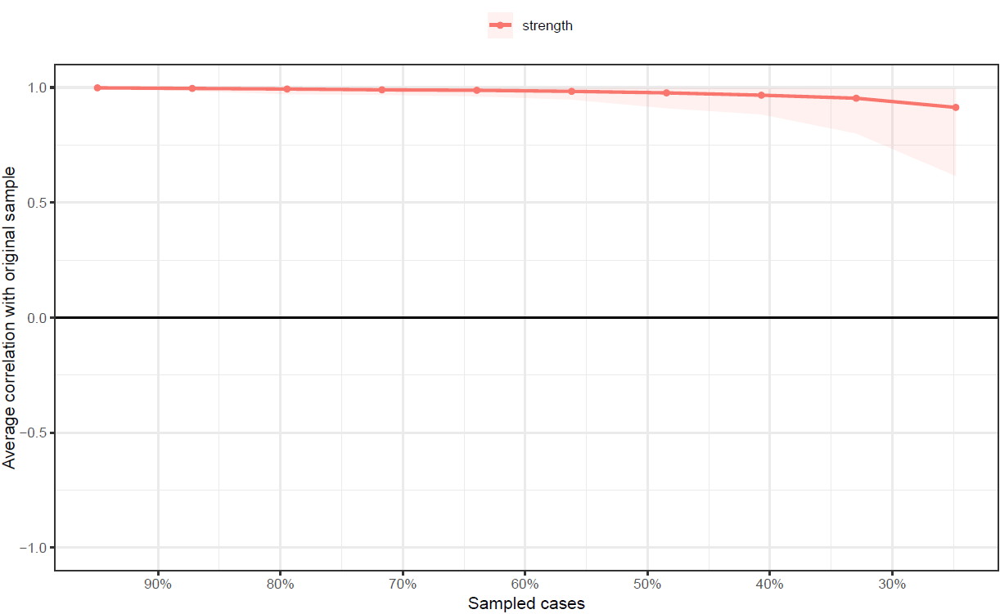 strength
Average correlation with original sample
1.0
0.5
0.0
−0.5
−1.0
90% 80% 70% 60% 50% 40% 30%
Sampled cases